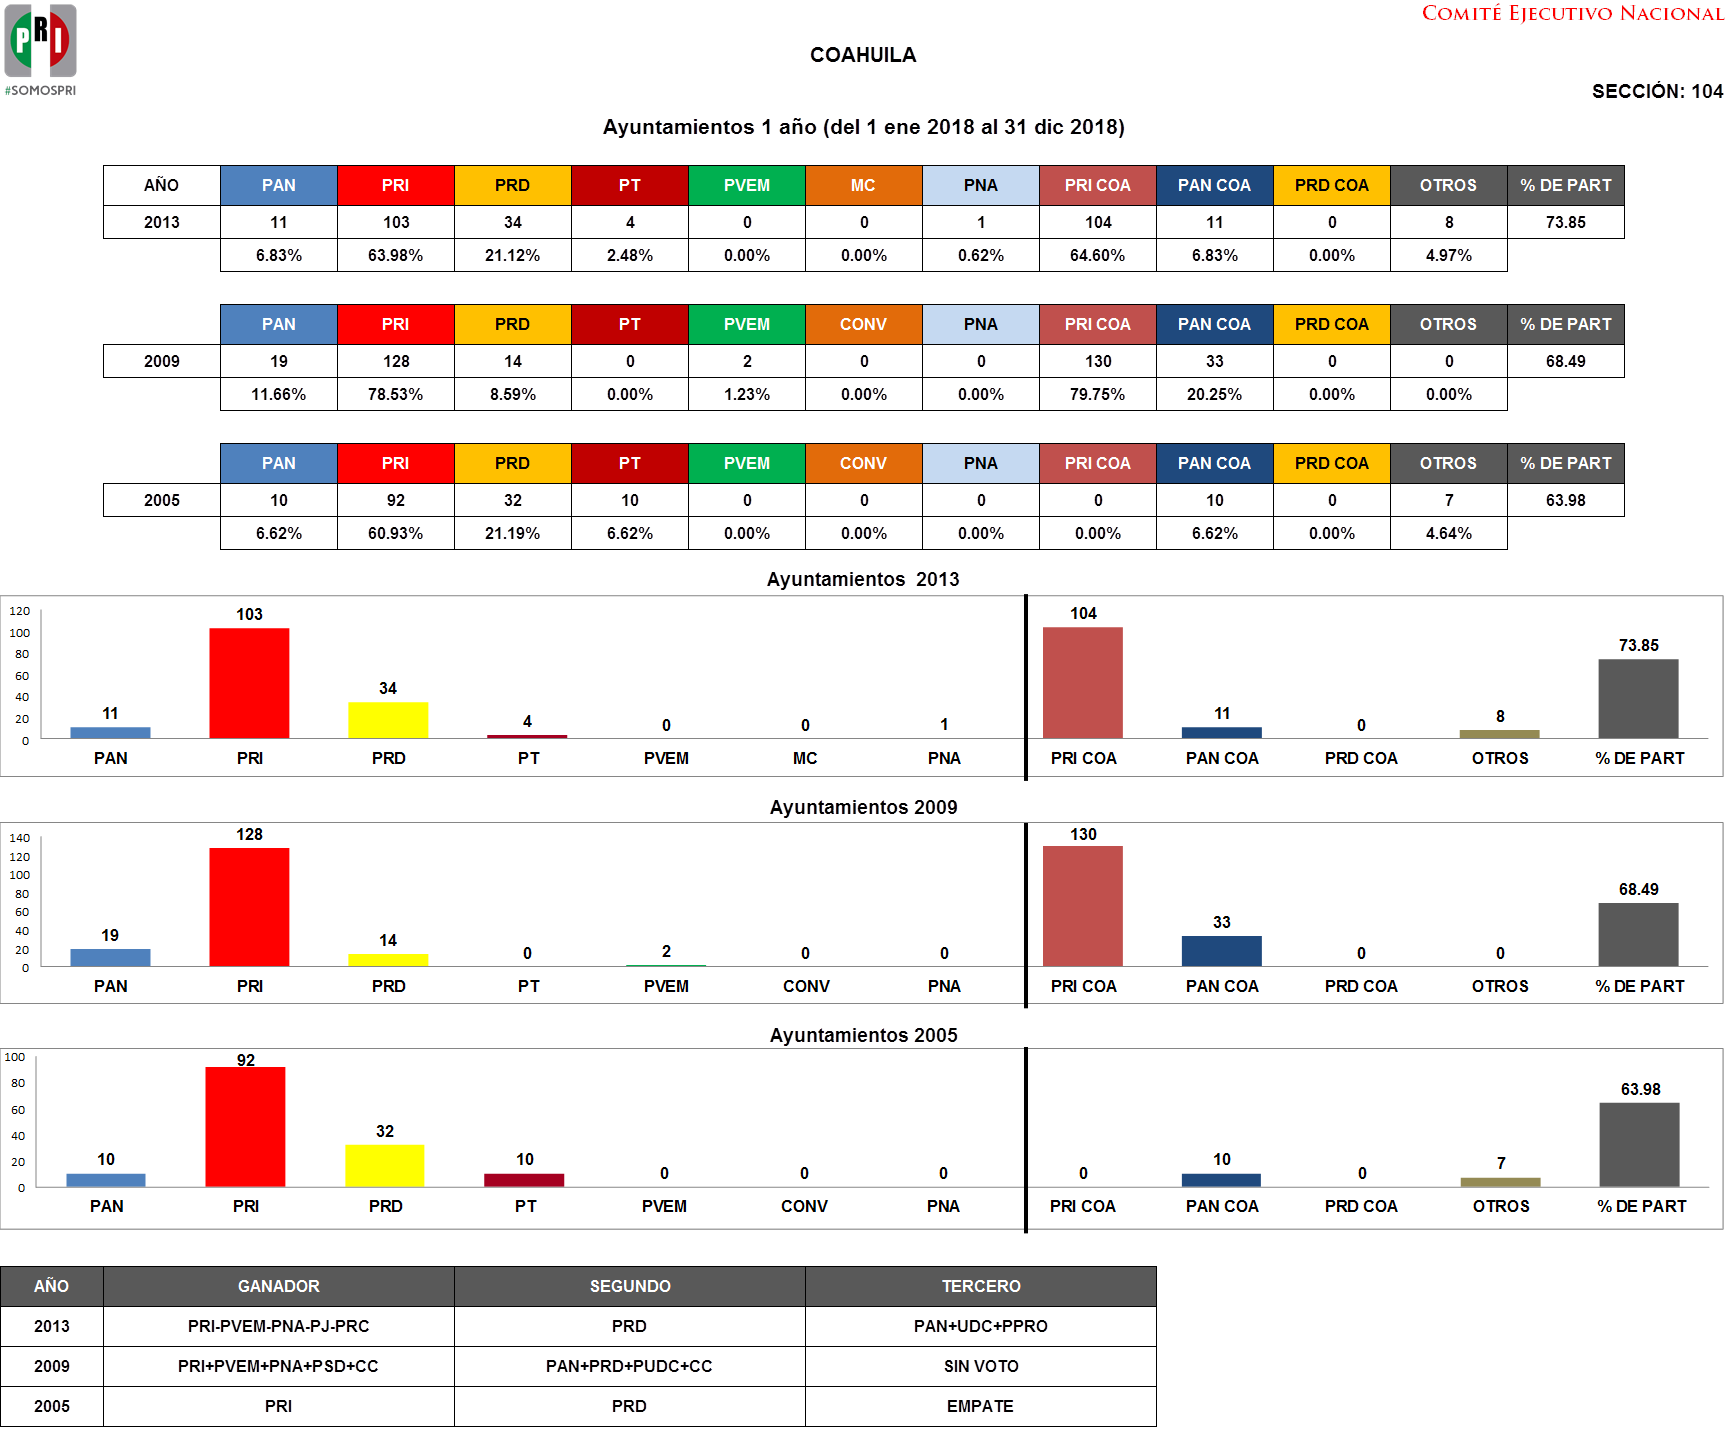 PRI
#SOMOSPRI
COMITÉ EJECUTIVO NACIONAL
COAHUILA
SECCIÓN: 104
Ayuntamientos 1 año (del 1 ene 2018 al 31 dic 2018)
AÑO PAN PRI PRD PT PVEM MC PNA PRI COA PAN COA PRD COA OTROS % DE PART
2013 11 103 34 4 0 0 1 104 11 0 8 73.85
6.83% 63.98% 21.12% 2.48% 0.00% 0.00% 0.62% 64.60% 6.83% 0.00% 4.97%
PAN PRI PRD PT PVEM CONV PNA PRI COA PAN COA PRD COA OTROS % DE PART
2009 19 128 14 0 2 0 0 130 33 0 0 68.49
11.66% 78.53% 8.59% 0.00% 1.23% 0.00% 0.00% 79.75% 20.25% 0.00% 0.00%
PAN PRI PRD PT PVEM CONV PNA PRI COA PAN COA PRD COA OTROS % DE PART
2005 10 92 32 10 0 0 0 0 10 0 7 63.98
6.62% 60.93% 21.19% 6.62% 0.00% 0.00% 0.00% 0.00% 6.62% 0.00% 4.64%
Ayuntamientos 2013
120
100
80
60
40
20
0
11 103 34 4 0 0 1 104 11 0 8 73.85
PAN PRI PRD PT PVEM MC PNA PRI COA PAN COA PRD COA OTROS % DE PART
Ayuntamientos 2009
140
120
100
80
60
40
20
0
19 128 14 0 2 0 0 130 33 0 0 68.49
PAN PRI PRD PT PVEM CONV PNA PRI COA PAN COA PRD COA OTROS % DE PART
Ayuntamientos 2005
100
80
60
40
20
0
10 92 32 10 0 0 0 0 10 0 7 63.98
PAN PRI PRD PT PVEM CONV PNA PRI COA PAN COA PRD COA OTROS % DE PART
AÑO GANADOR SEGUNDO TERCERO
2013 PRI-PVEM-PNA-PJ-PRC PRD PAN+UDC+PPRO
2009 PRI+PVEM+PNA+PSD+CC PAN+PRD+PUDC+CC SIN VOTO
2005 PRI PRD EMPATE